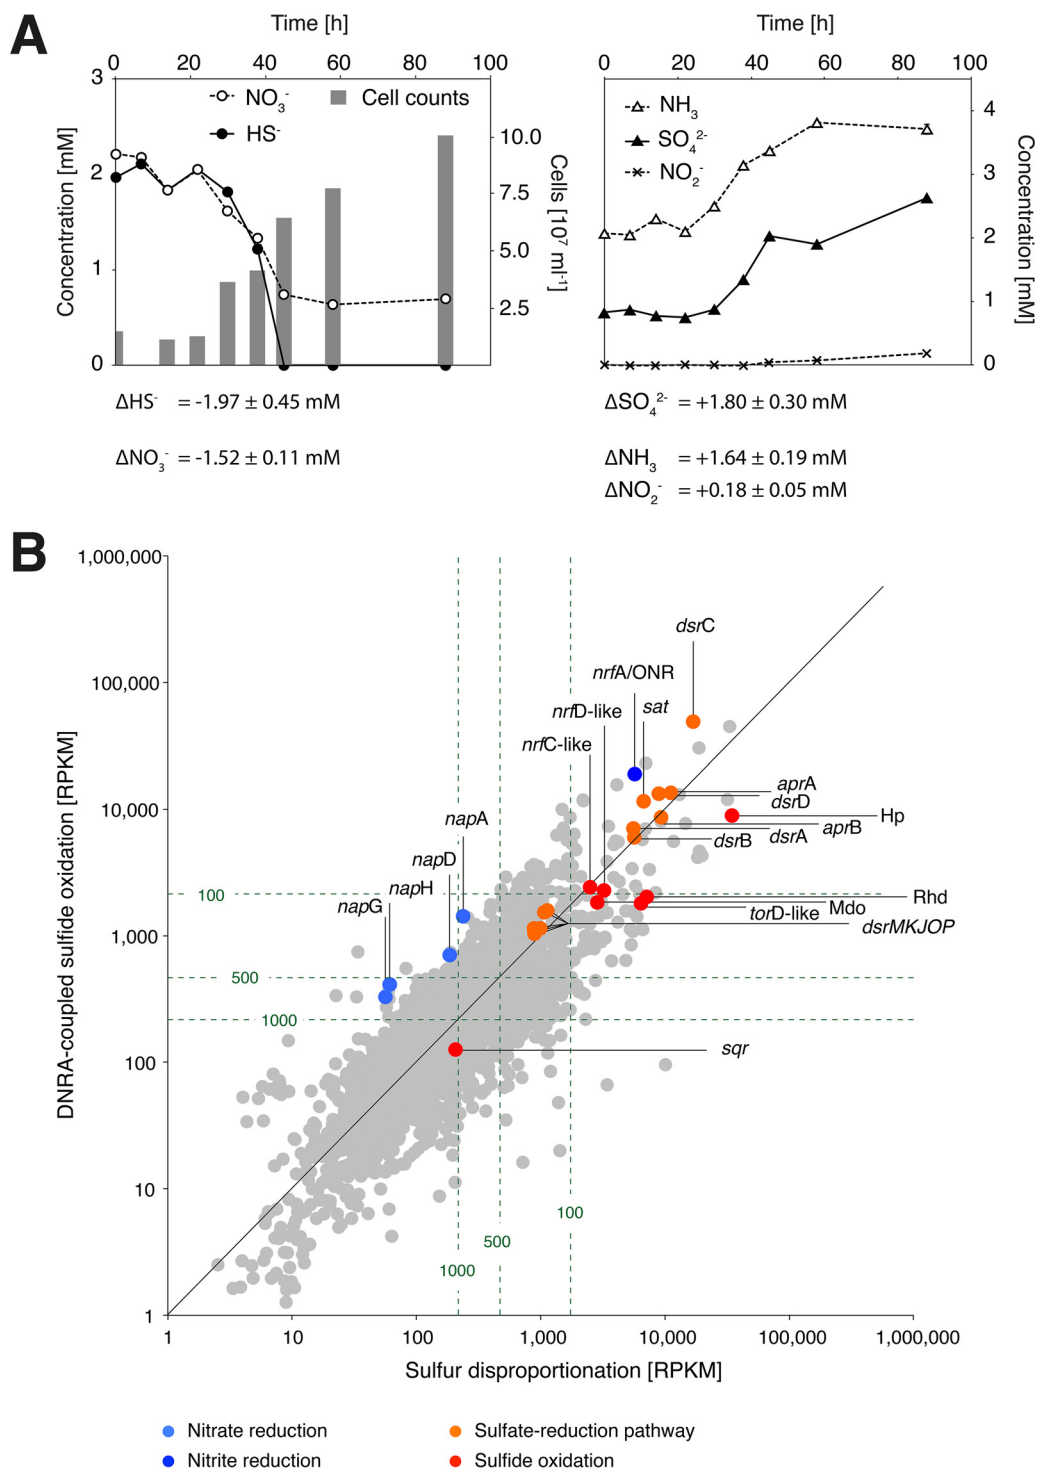 A
Time [h]
0 20 40 60 80 100
3
2
1
0
Concentration [mM]
NO₃⁻
HS⁻
Cell counts
10.0
7.5
5.0
2.5
Cells [10⁷ ml⁻¹]
ΔHS⁻ = -1.97 ± 0.45 mM
ΔNO₃⁻ = -1.52 ± 0.11 mM
Time [h]
0 20 40 60 80 100
NH₃
SO₄²⁻
NO₂⁻
4
3
2
1
0
Concentration [mM]
ΔSO₄²⁻ = +1.80 ± 0.30 mM
ΔNH₃ = +1.64 ± 0.19 mM
ΔNO₂⁻ = +0.18 ± 0.05 mM
B
1,000,000
100,000
10,000
1,000
100
10
1
DNRA-coupled sulfide oxidation [RPKM]
dsrC
nrfA/ONR
sat
nrfD-like
nrfC-like
aprA
dsrD
Hp
aprB
dsrA
dsrB
napA
napD
napH
napG
100
Rhd
Mdo
torD-like
dsrMKJOP
500
1000
sqr
100
500
1000
1 10 100 1,000 10,000 100,000 1,000,000
Sulfur disproportionation [RPKM]
Nitrate reduction
Sulfate-reduction pathway
Nitrite reduction
Sulfide oxidation